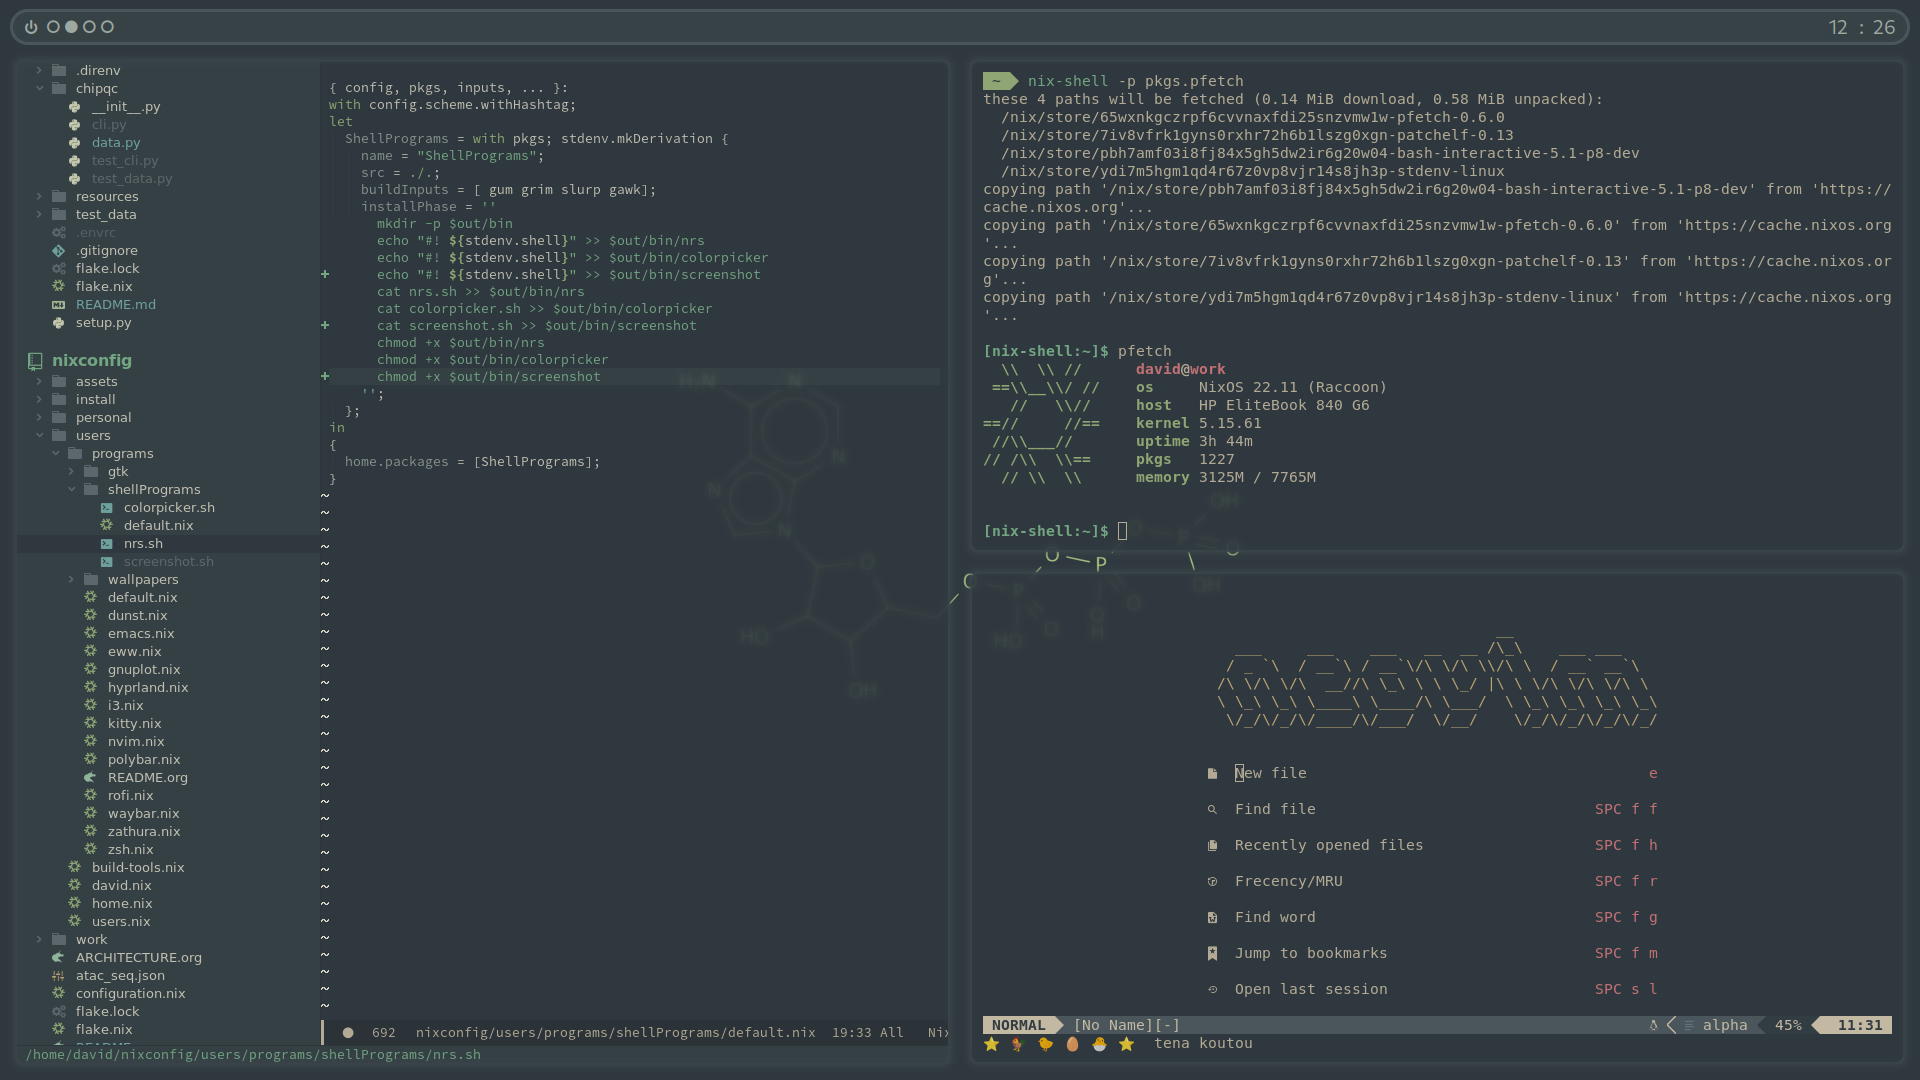 12 : 26
.direnv
chipqc
__init__.py
cli.py
data.py
test_cli.py
test_data.py
resources
test_data
.envrc
.gitignore
flake.lock
flake.nix
README.md
setup.py
nixconfig
assets
install
personal
users
programs
gtk
shellPrograms
colorpicker.sh
default.nix
nrs.sh
screenshot.sh
wallpapers
default.nix
dunst.nix
emacs.nix
eww.nix
gnuplot.nix
hyprland.nix
i3.nix
kitty.nix
nvim.nix
polybar.nix
README.org
rofi.nix
waybar.nix
zathura.nix
zsh.nix
build-tools.nix
david.nix
home.nix
users.nix
work
ARCHITECTURE.org
atac_seq.json
configuration.nix
flake.lock
flake.nix
/home/david/nixconfig/users/programs/shellPrograms/nrs.sh
{ config, pkgs, inputs, ... }:
with config.scheme.withHashtag;
let
ShellPrograms = with pkgs; stdenv.mkDerivation {
name = "ShellPrograms";
src = ./.;
buildInputs = [ gum grim slurp gawk];
installPhase = ''
mkdir -p $out/bin
echo "#! ${stdenv.shell}" >> $out/bin/nrs
echo "#! ${stdenv.shell}" >> $out/bin/colorpicker
+ echo "#! ${stdenv.shell}" >> $out/bin/screenshot
cat nrs.sh >> $out/bin/nrs
cat colorpicker.sh >> $out/bin/colorpicker
+ cat screenshot.sh >> $out/bin/screenshot
chmod +x $out/bin/nrs
chmod +x $out/bin/colorpicker
+ chmod +x $out/bin/screenshot
'';
};
in
{
home.packages = [ShellPrograms];
}
692 nixconfig/users/programs/shellPrograms/default.nix 19:33 All Nix
~ nix-shell -p pkgs.pfetch
these 4 paths will be fetched (0.14 MiB download, 0.58 MiB unpacked):
/nix/store/65wxnkgczrpf6cvvnaxfdi25snzvmw1w-pfetch-0.6.0
/nix/store/7iv8vfrk1gyns0rxhr72h6b1lszg0xgn-patchelf-0.13
/nix/store/pbh7amf03i8fj84x5gh5dw2ir6g20w04-bash-interactive-5.1-p8-dev
/nix/store/ydi7m5hgm1qd4r67z0vp8vjr14s8jh3p-stdenv-linux
copying path '/nix/store/pbh7amf03i8fj84x5gh5dw2ir6g20w04-bash-interactive-5.1-p8-dev' from 'https://
cache.nixos.org'...
copying path '/nix/store/65wxnkgczrpf6cvvnaxfdi25snzvmw1w-pfetch-0.6.0' from 'https://cache.nixos.org
'...
copying path '/nix/store/7iv8vfrk1gyns0rxhr72h6b1lszg0xgn-patchelf-0.13' from 'https://cache.nixos.or
g'...
copying path '/nix/store/ydi7m5hgm1qd4r67z0vp8vjr14s8jh3p-stdenv-linux' from 'https://cache.nixos.org
'...
[nix-shell:~]$ pfetch
david@work
os NixOS 22.11 (Raccoon)
host HP EliteBook 840 G6
kernel 5.15.61
uptime 3h 44m
pkgs 1227
memory 3125M / 7765M
[nix-shell:~]$
neovim
New file e
Find file SPC f f
Recently opened files SPC f h
Frecency/MRU SPC f r
Find word SPC f g
Jump to bookmarks SPC f m
Open last session SPC s l
NORMAL [No Name][-] alpha 45% 11:31
tena koutou